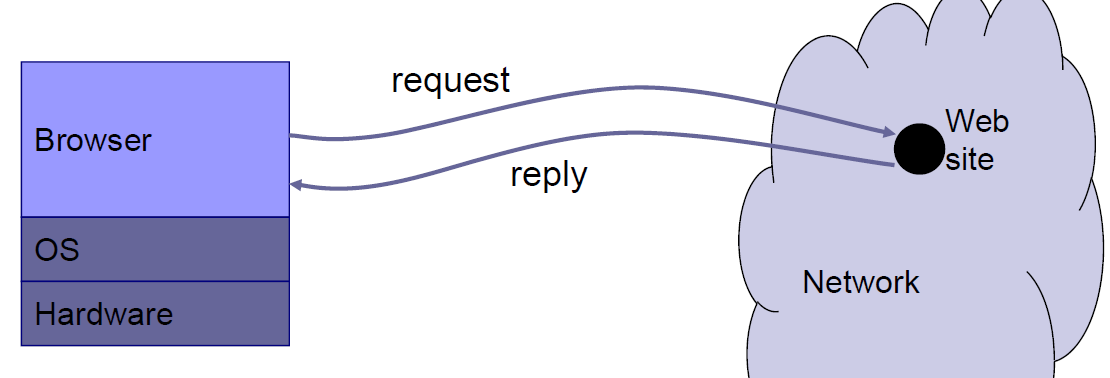 request
Browser
Web
site
reply
OS
Network
Hardware